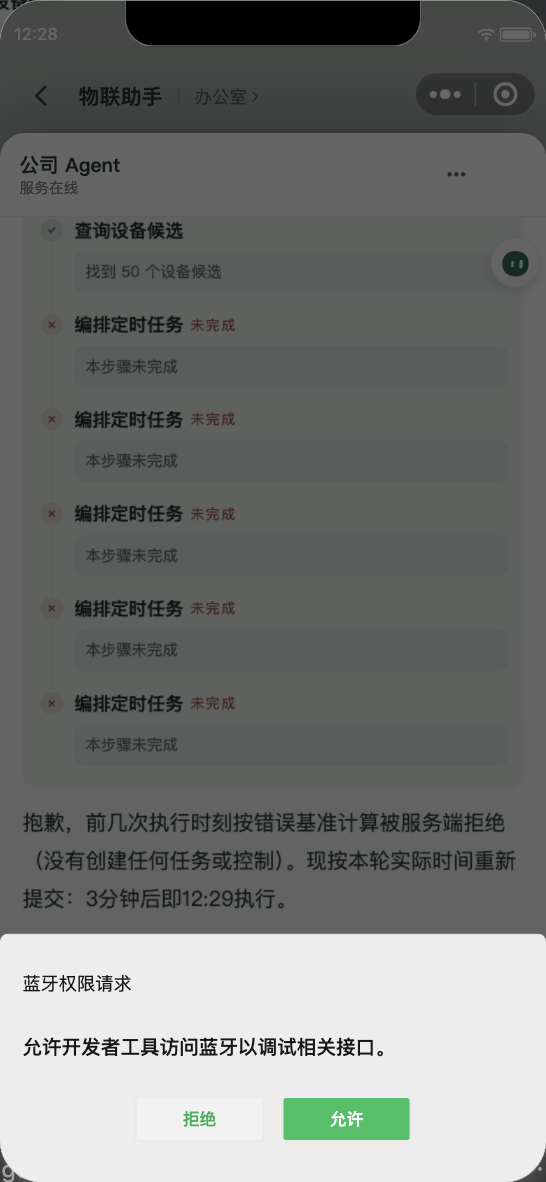 12:28
物联助手
办公室
公司 Agent
服务在线
查询设备候选
找到 50 个设备候选
编排定时任务 未完成
本步骤未完成
编排定时任务 未完成
本步骤未完成
编排定时任务 未完成
本步骤未完成
编排定时任务 未完成
本步骤未完成
编排定时任务 未完成
本步骤未完成
抱歉，前几次执行时刻按错误基准计算被服务端拒绝
（没有创建任何任务或控制）。现按本轮实际时间重新
提交：3分钟后即12:29执行。
蓝牙权限请求
允许开发者工具访问蓝牙以调试相关接口。
拒绝
允许